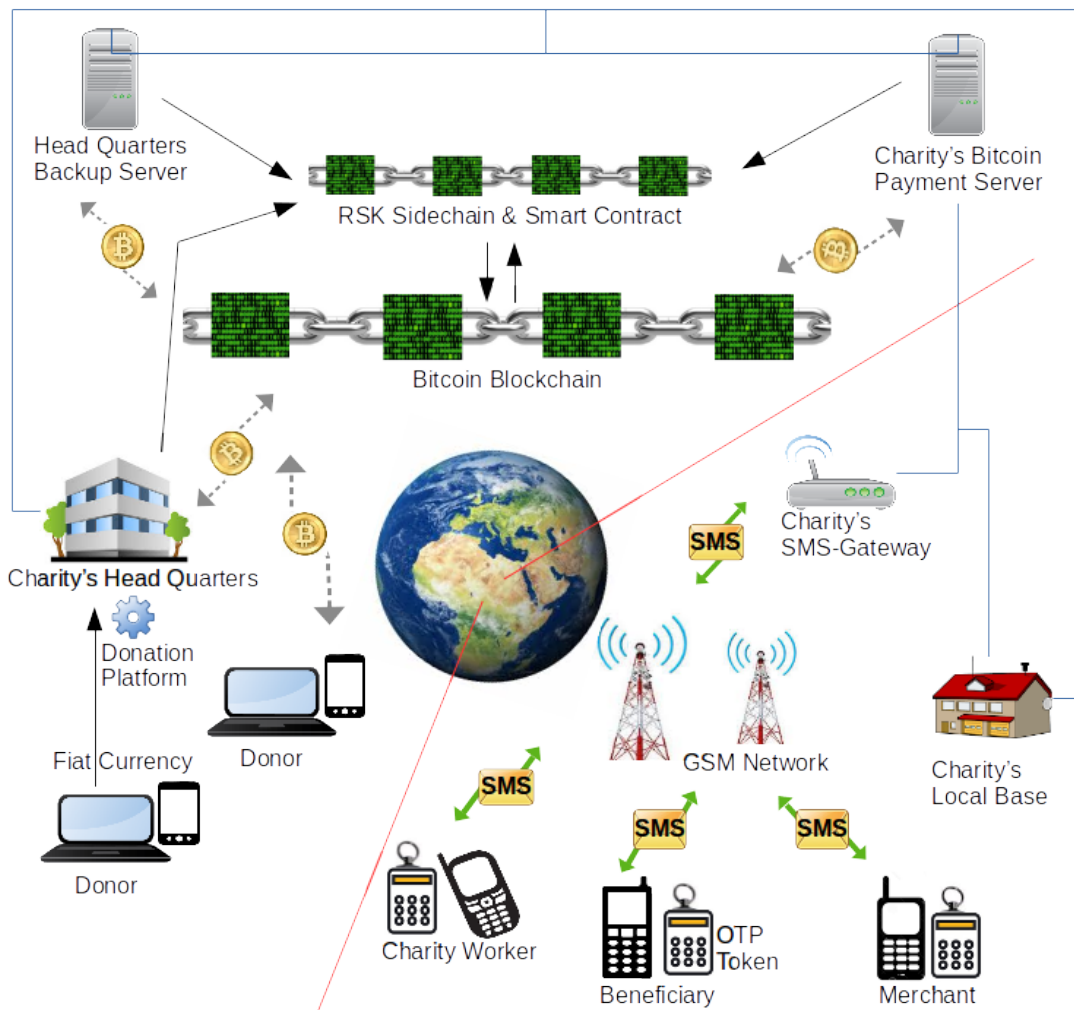 Head Quarters
Backup Server
Charity's Bitcoin
Payment Server
RSK Sidechain & Smart Contract
Bitcoin Blockchain
Charity's
SMS-Gateway
SMS
Charity's Head Quarters
Donation
Platform
Fiat Currency
Donor
Donor
GSM Network
Charity's
Local Base
SMS
SMS
SMS
Charity Worker
OTP
Token
Beneficiary
Merchant